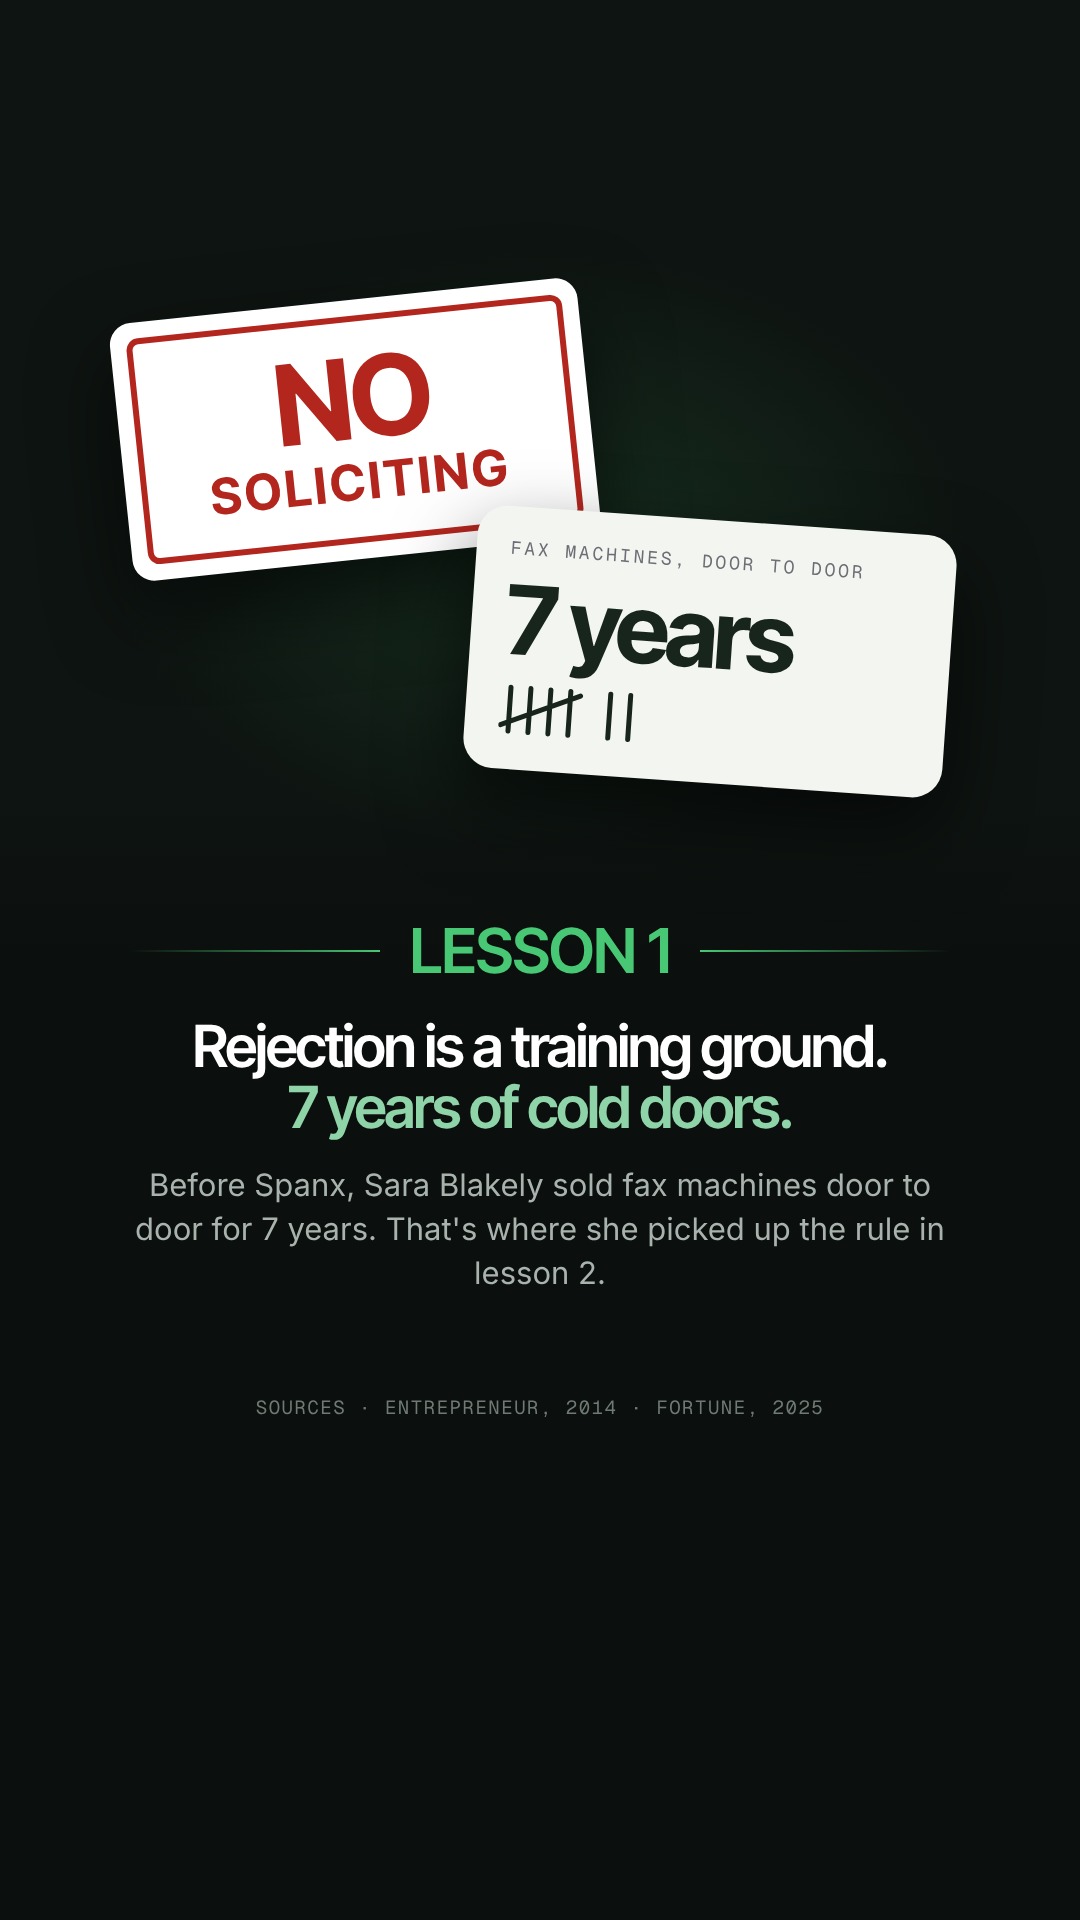 NO
SOLICITING
FAX MACHINES, DOOR TO DOOR
7 years
LESSON 1
Rejection is a training ground.
7 years of cold doors.
Before Spanx, Sara Blakely sold fax machines door to
door for 7 years. That's where she picked up the rule in
lesson 2.
SOURCES · ENTREPRENEUR, 2014 · FORTUNE, 2025